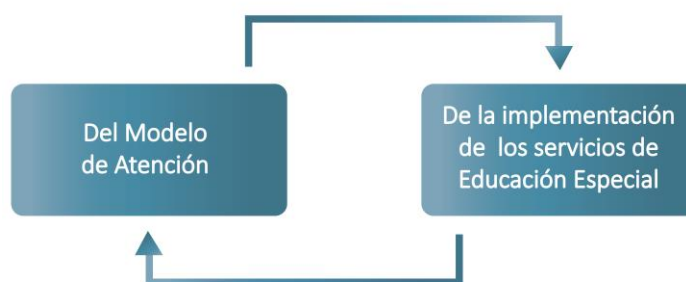 Del Modelo
de Atención
De la implementación
de los servicios de
Educación Especial